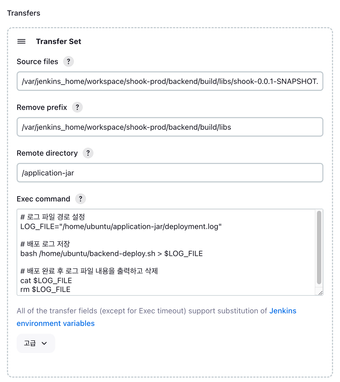 Transfers
Transfer Set
Source files ?
/var/jenkins_home/workspace/shook-prod/backend/build/libs/shook-0.0.1-SNAPSHOT.
Remove prefix ?
/var/jenkins_home/workspace/shook-prod/backend/build/libs
Remote directory ?
/application-jar
Exec command ?
# 로그 파일 경로 설정
LOG_FILE="/home/ubuntu/application-jar/deployment.log"
# 배포 로그 저장
bash /home/ubuntu/backend-deploy.sh > $LOG_FILE
# 배포 완료 후 로그 파일 내용을 출력하고 삭제
cat $LOG_FILE
rm $LOG_FILE
All of the transfer fields (except for Exec timeout) support substitution of Jenkins
environment variables
고급